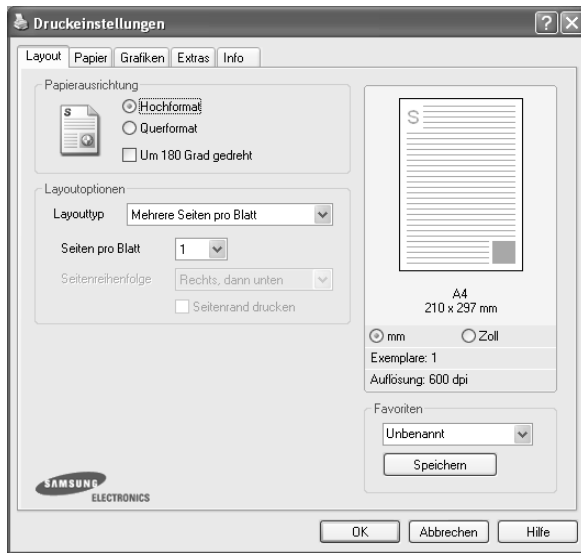 Druckeinstellungen
Layout Papier Grafiken Extras Info
Papierausrichtung
S
Hochformat
Querformat
Um 180 Grad gedreht
Layoutoptionen
Layouttyp Mehrere Seiten pro Blatt
Seiten pro Blatt 1
Seitenreihenfolge Rechts, dann unten
Seitenrand drucken
SAMSUNG
ELECTRONICS
S
A4
210 x 297 mm
mm Zoll
Exemplare: 1
Auflösung: 600 dpi
Favoriten
Unbenannt
Speichern
OK Abbrechen Hilfe